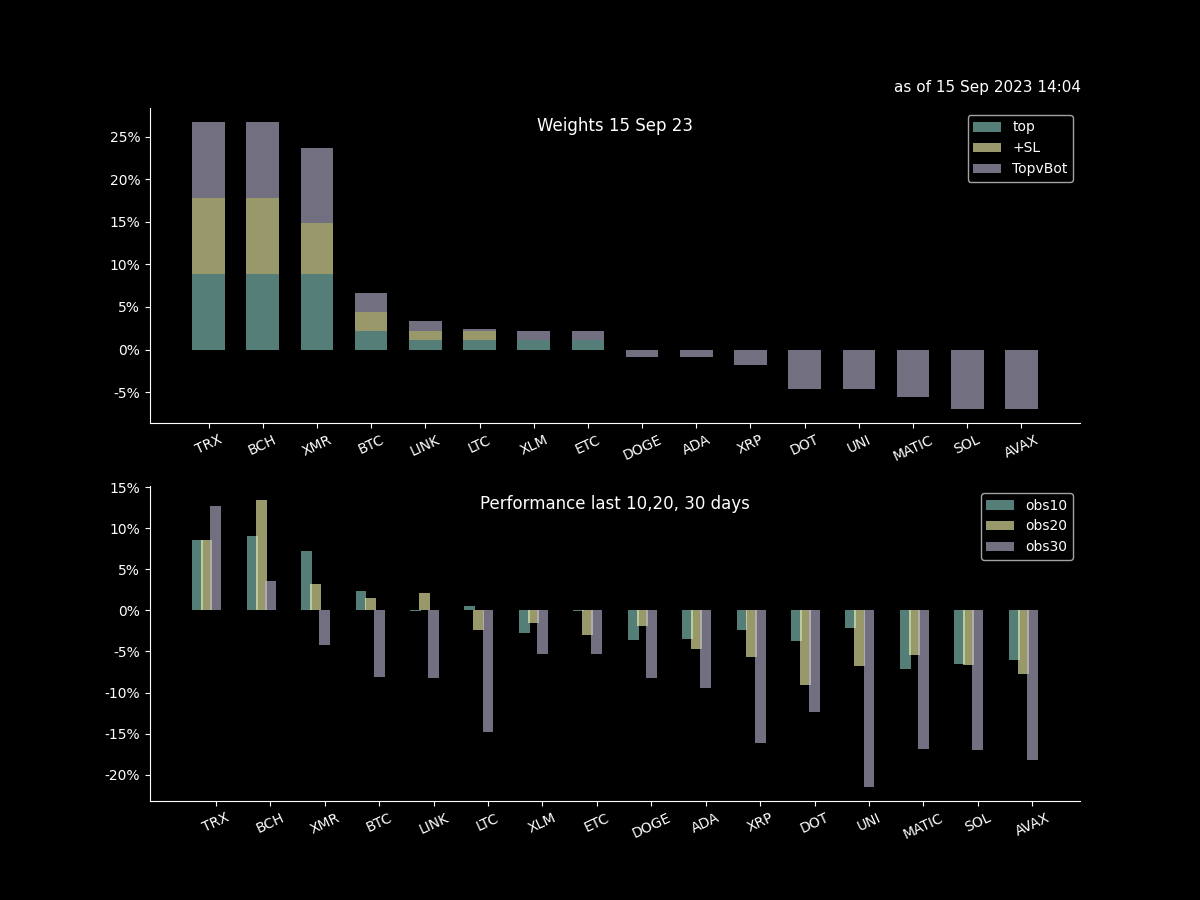 as of 15 Sep 2023 14:04
Weights 15 Sep 23
top
+SL
TopvBot
25%
20%
15%
10%
5%
0%
-5%
TRX BCH XMR BTC LINK LTC XLM ETC DOGE ADA XRP DOT UNI MATIC SOL AVAX
Performance last 10,20, 30 days
obs10
obs20
obs30
15%
10%
5%
0%
-5%
-10%
-15%
-20%
TRX BCH XMR BTC LINK LTC XLM ETC DOGE ADA XRP DOT UNI MATIC SOL AVAX